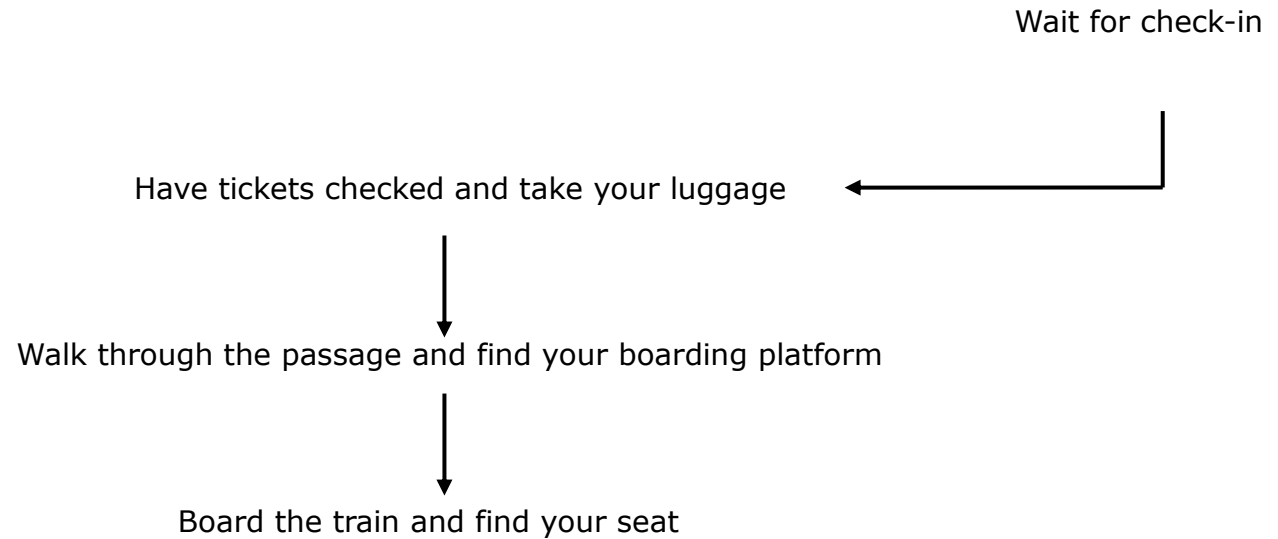 Wait for check-in
Have tickets checked and take your luggage
Walk through the passage and find your boarding platform
Board the train and find your seat